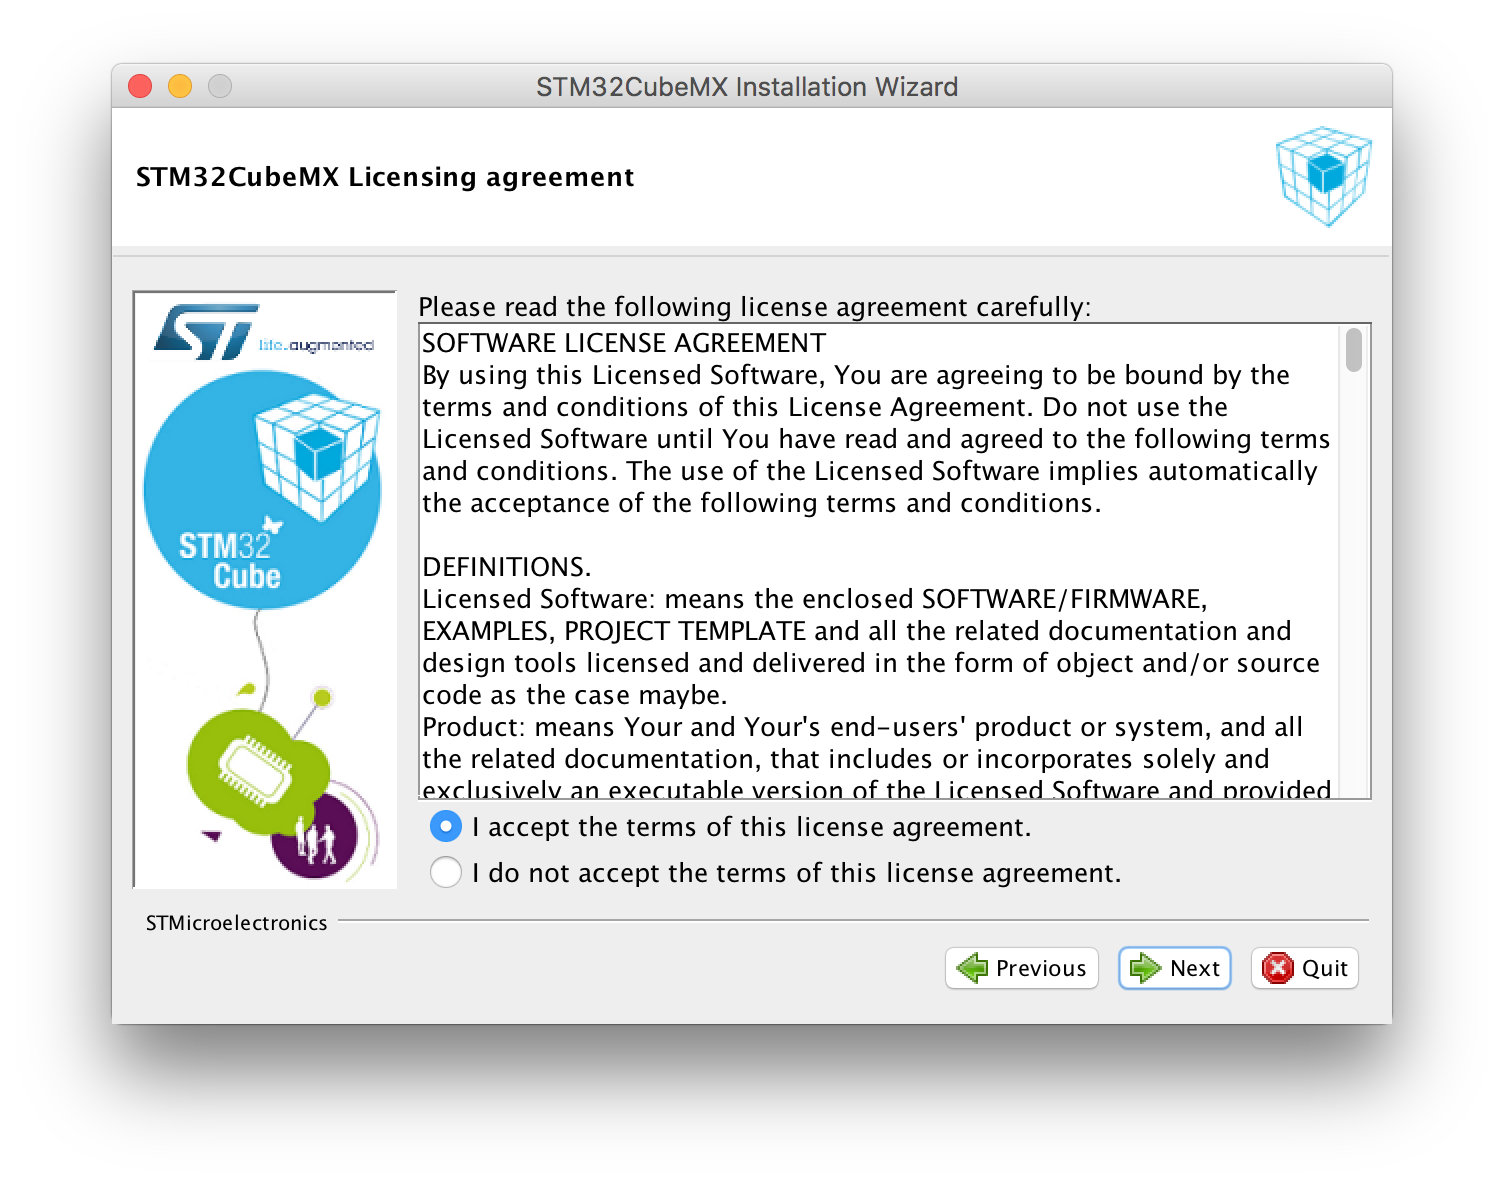 STM32CubeMX Installation Wizard
STM32CubeMX Licensing agreement
ST
life.augmented
STM32
Cube
Please read the following license agreement carefully:
SOFTWARE LICENSE AGREEMENT
By using this Licensed Software, You are agreeing to be bound by the
terms and conditions of this License Agreement. Do not use the
Licensed Software until You have read and agreed to the following terms
and conditions. The use of the Licensed Software implies automatically
the acceptance of the following terms and conditions.
DEFINITIONS.
Licensed Software: means the enclosed SOFTWARE/FIRMWARE,
EXAMPLES, PROJECT TEMPLATE and all the related documentation and
design tools licensed and delivered in the form of object and/or source
code as the case maybe.
Product: means Your and Your's end-users' product or system, and all
the related documentation, that includes or incorporates solely and
exclusively an executable version of the Licensed Software and provided
I accept the terms of this license agreement.
I do not accept the terms of this license agreement.
STMicroelectronics
Previous
Next
Quit